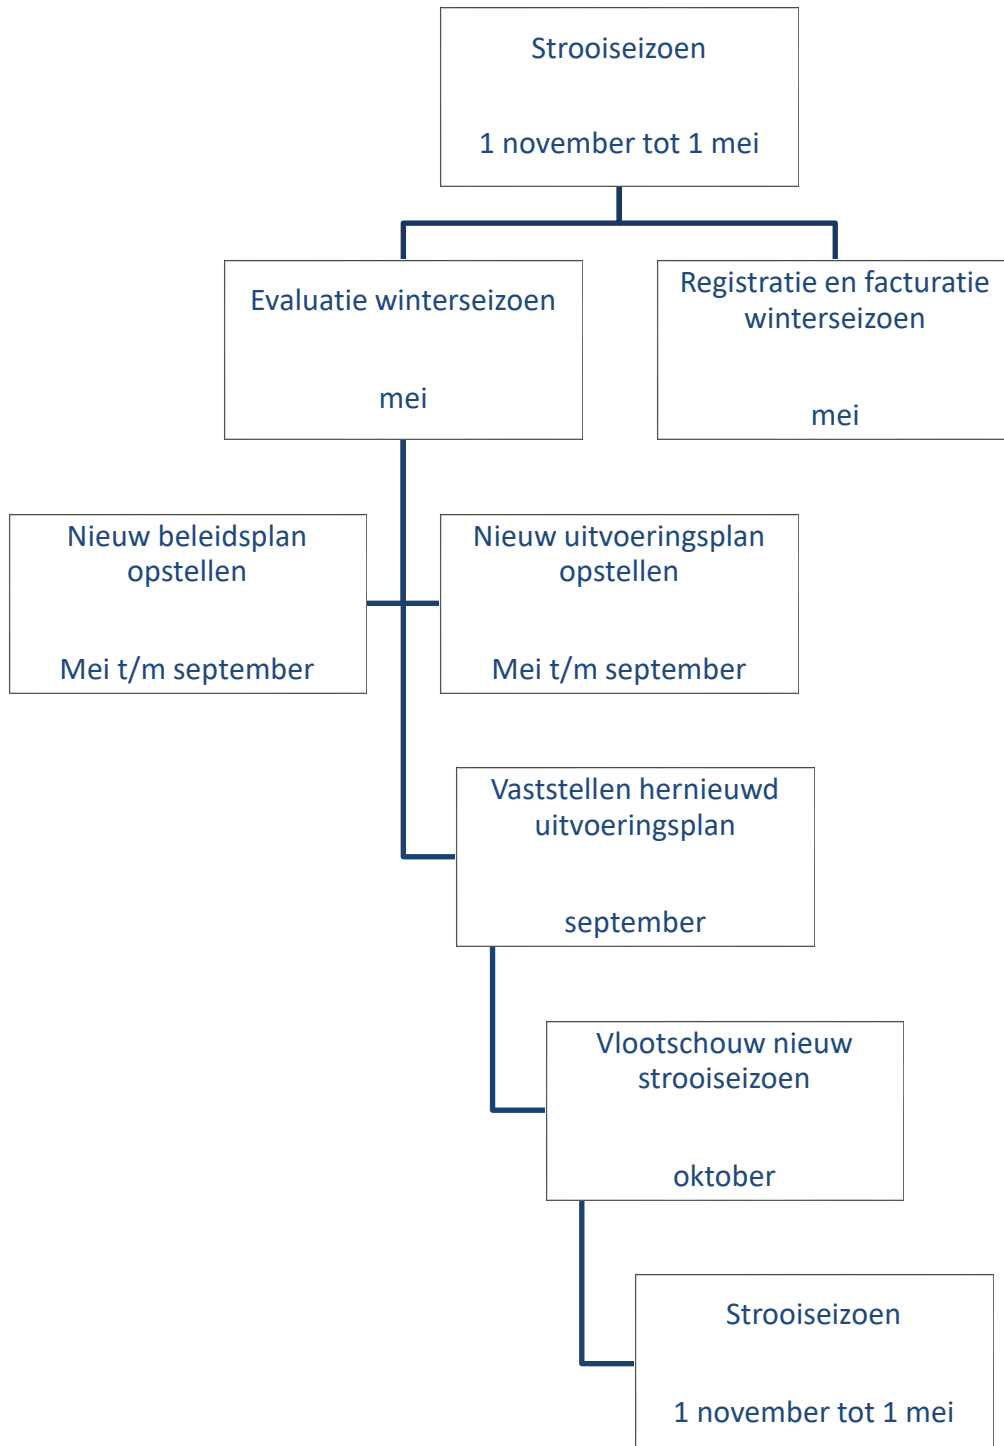 Strooiseizoen
1 november tot 1 mei
Evaluatie winterseizoen
mei
Registratie en facturatie
winterseizoen
mei
Nieuw beleidsplan
opstellen
Mei t/m september
Nieuw uitvoeringsplan
opstellen
Mei t/m september
Vaststellen hernieuwd
uitvoeringsplan
september
Vlootschouw nieuw
strooiseizoen
oktober
Strooiseizoen
1 november tot 1 mei